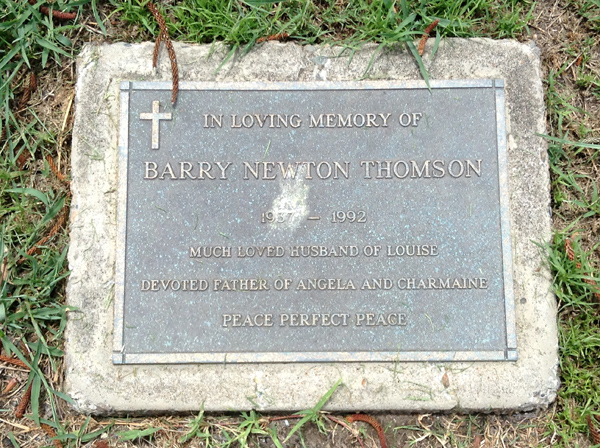 IN LOVING MEMORY OF
BARRY NEWTON THOMSON
1937 – 1992
MUCH LOVED HUSBAND OF LOUISE
DEVOTED FATHER OF ANGELA AND CHARMAINE
PEACE PERFECT PEACE